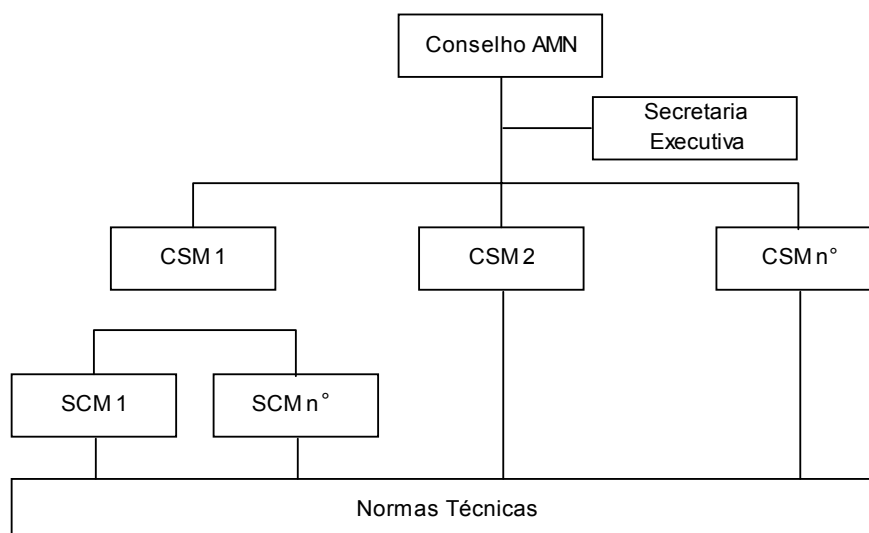 Conselho AMN
Secretaria
Executiva
CSM 1
CSM 2
CSM n°
SCM 1
SCM n°
Normas Técnicas